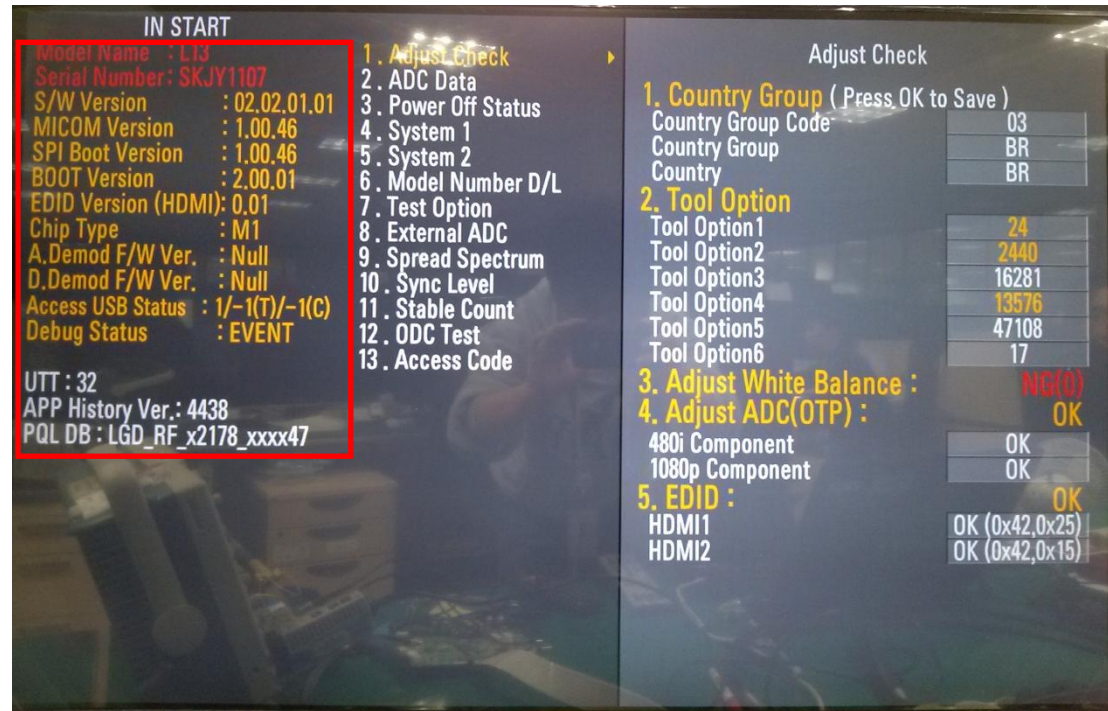 IN START
Model Name : L13
Serial Number: SKJY1107
S/W Version : 02.02.01.01
MICOM Version : 1.00.46
SPI Boot Version : 1.00.46
BOOT Version : 2.00.01
EDID Version (HDMI): 0.01
Chip Type : M1
A.Demod F/W Ver. : Null
D.Demod F/W Ver. : Null
Access USB Status : 1/-1(T)/-1(C)
Debug Status : EVENT
UTT : 32
APP History Ver.: 4438
PQL DB : LGD_RF_x2178_xxxx47
1. Adjust Check
2. ADC Data
3. Power Off Status
4. System 1
5. System 2
6. Model Number D/L
7. Test Option
8. External ADC
9. Spread Spectrum
10. Sync Level
11. Stable Count
12. ODC Test
13. Access Code
Adjust Check
1. Country Group ( Press OK to Save )
Country Group Code 03
Country Group BR
Country BR
2. Tool Option
Tool Option1 24
Tool Option2 2440
Tool Option3 16281
Tool Option4 13576
Tool Option5 47108
Tool Option6 17
3. Adjust White Balance : NG(0)
4. Adjust ADC(OTP) : OK
480i Component OK
1080p Component OK
5. EDID : OK
HDMI1 OK (0x42,0x25)
HDMI2 OK (0x42,0x15)